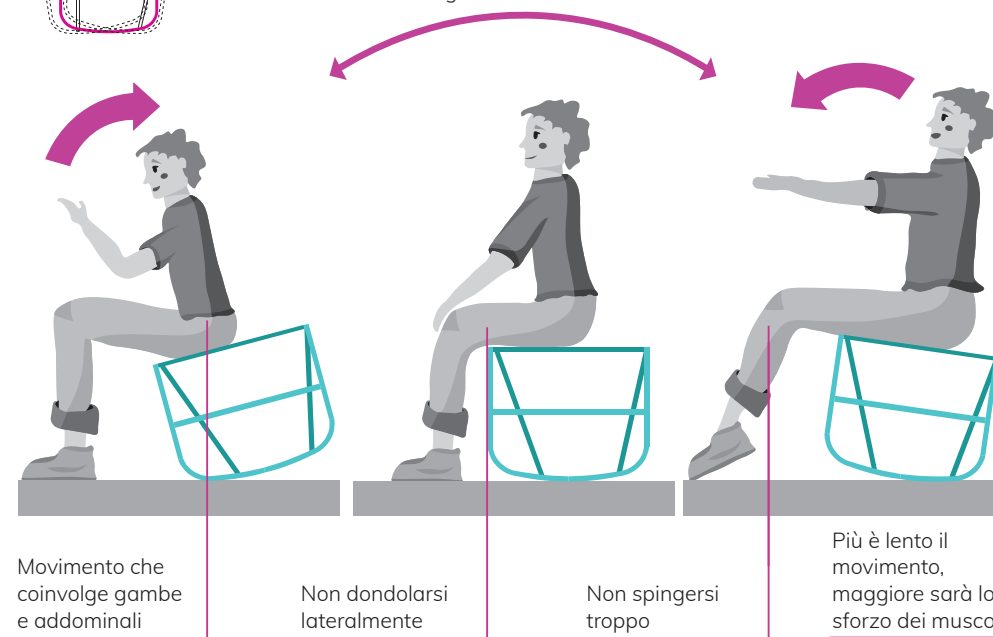 Movimento che
coinvolge gambe
e addominali
Non dondolarsi
lateralmente
Non spingersi
troppo
Più è lento il
movimento,
maggiore sarà lo
sforzo dei